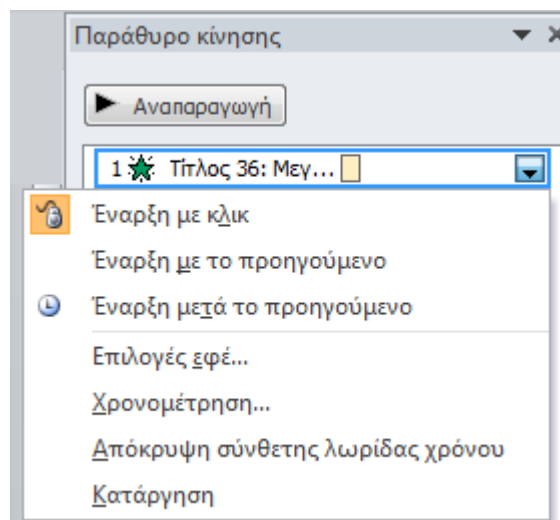 Παράθυρο κίνησης
Αναπαραγωγή
1 Τίτλος 36: Μεγ...
Έναρξη με κλικ
Έναρξη με το προηγούμενο
Έναρξη μετά το προηγούμενο
Επιλογές εφέ...
Χρονομέτρηση...
Απόκρυψη σύνθετης λωρίδας χρόνου
Κατάργηση